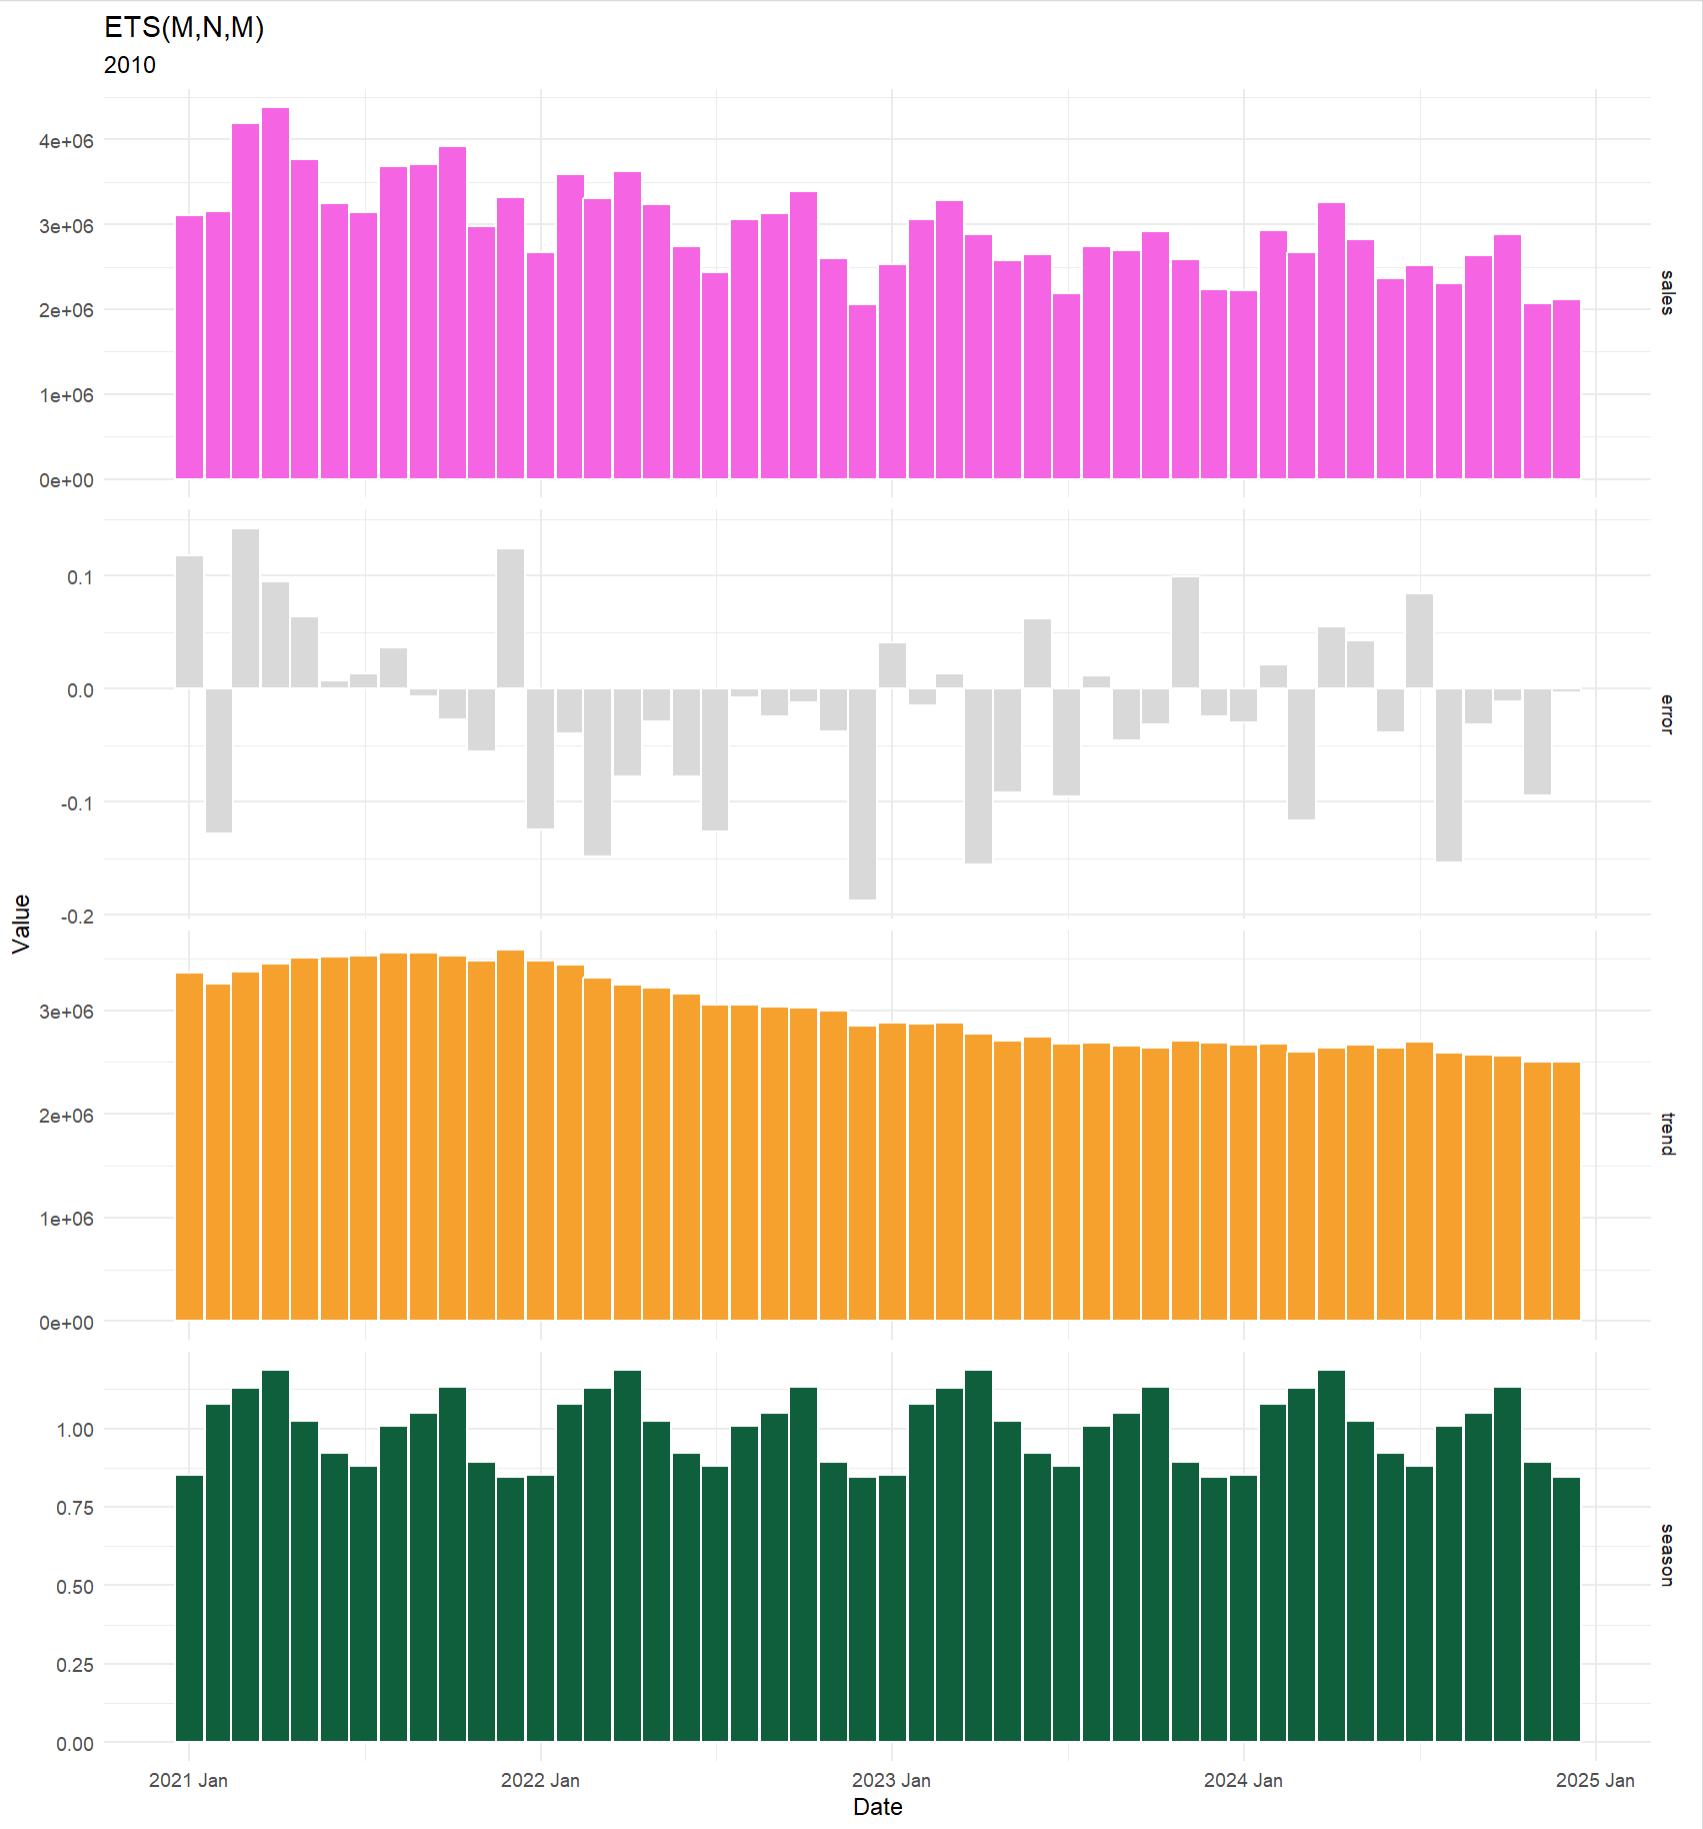 ETS(M,N,M)
2010
4e+06
3e+06
2e+06
1e+06
0e+00
sales
0.1
0.0
-0.1
-0.2
error
Value
3e+06
2e+06
1e+06
0e+00
trend
1.00
0.75
0.50
0.25
0.00
season
2021 Jan
2022 Jan
2023 Jan
2024 Jan
2025 Jan
Date